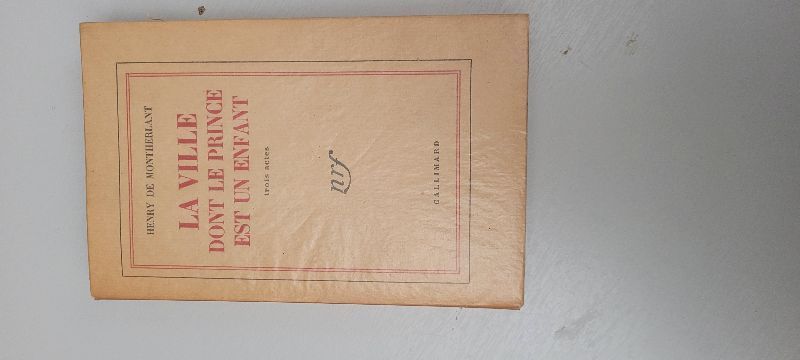 HENRY DE MONTHERLANT
LA VILLE
DONT LE PRINCE
EST UN ENFANT
trois actes
nrf
GALLIMARD